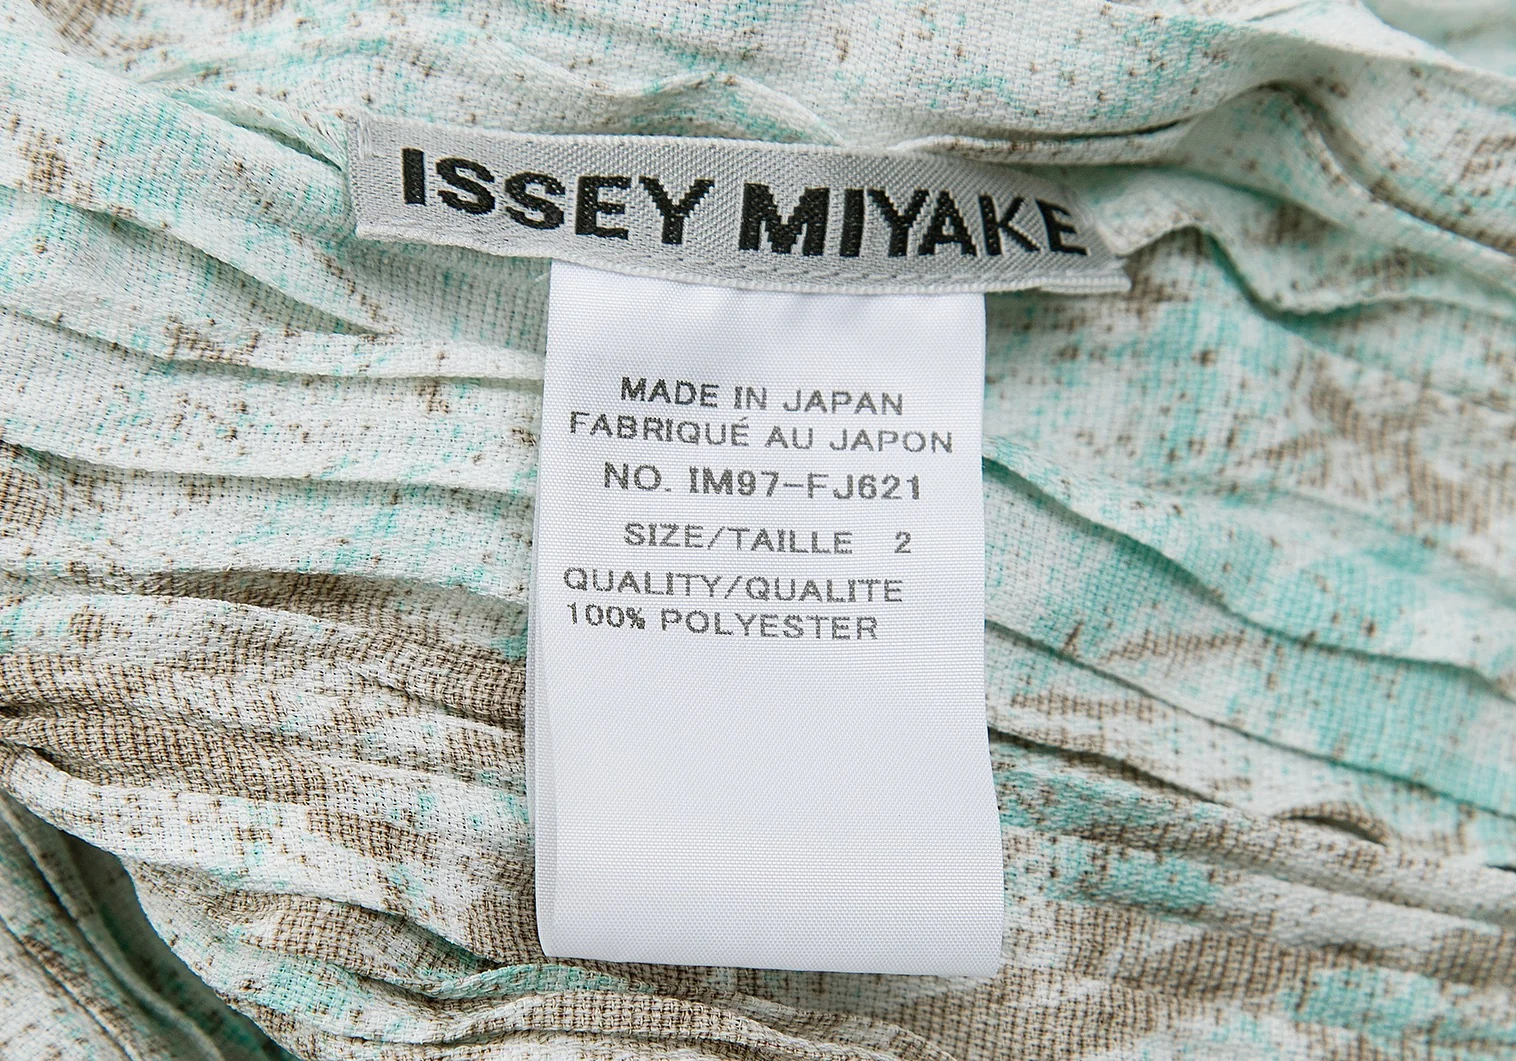 ISSEY MIYAKE
MADE IN JAPAN
FABRIQUÉ AU JAPON
NO. IM97-FJ621
SIZE/TAILLE 2
QUALITY/QUALITE
100% POLYESTER